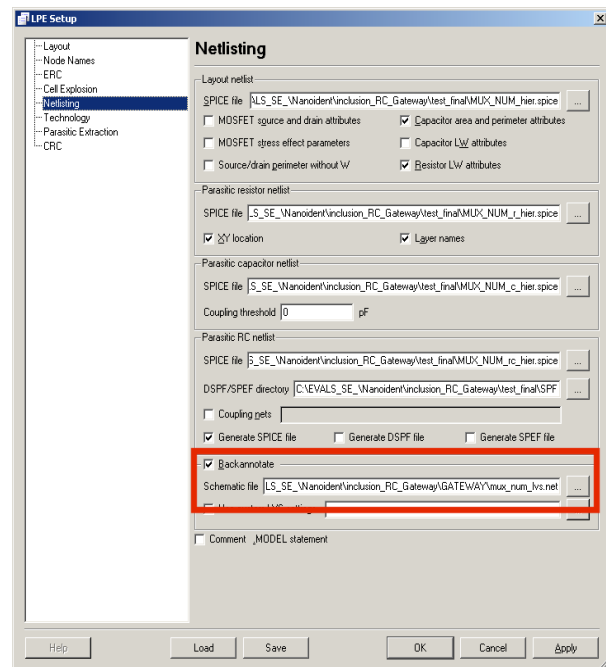 LPE Setup
Layout
Node Names
ERC
Cell Explosion
Netlisting
Technology
Parasitic Extraction
CRC
Netlisting
Layout netlist
SPICE file \ALS_SE_\Nanoident\inclusion_RC_Gateway\test_final\MUX_NUM_hier.spice ...
MOSFET source and drain attributes Capacitor area and perimeter attributes
MOSFET stress effect parameters Capacitor LW attributes
Source/drain perimeter without W Resistor LW attributes
Parasitic resistor netlist
SPICE file _S_SE_\Nanoident\inclusion_RC_Gateway\test_final\MUX_NUM_r_hier.spice ...
XY location Layer names
Parasitic capacitor netlist
SPICE file S_SE_\Nanoident\inclusion_RC_Gateway\test_final\MUX_NUM_c_hier.spice ...
Coupling threshold 0 pF
Parasitic RC netlist
SPICE file S_SE_\Nanoident\inclusion_RC_Gateway\test_final\MUX_NUM_rc_hier.spice ...
DSPF/SPEF directory C:\EVALS_SE_\Nanoident\inclusion_RC_Gateway\test_final\SPF ...
Coupling nets
Generate SPICE file Generate DSPF file Generate SPEF file
Backannotate
Schematic file LS_SE_\Nanoident\inclusion_RC_Gateway\GATEWAY\mux_num_lvs.net ...
Comment .MODEL statement
Help Load Save OK Cancel Apply